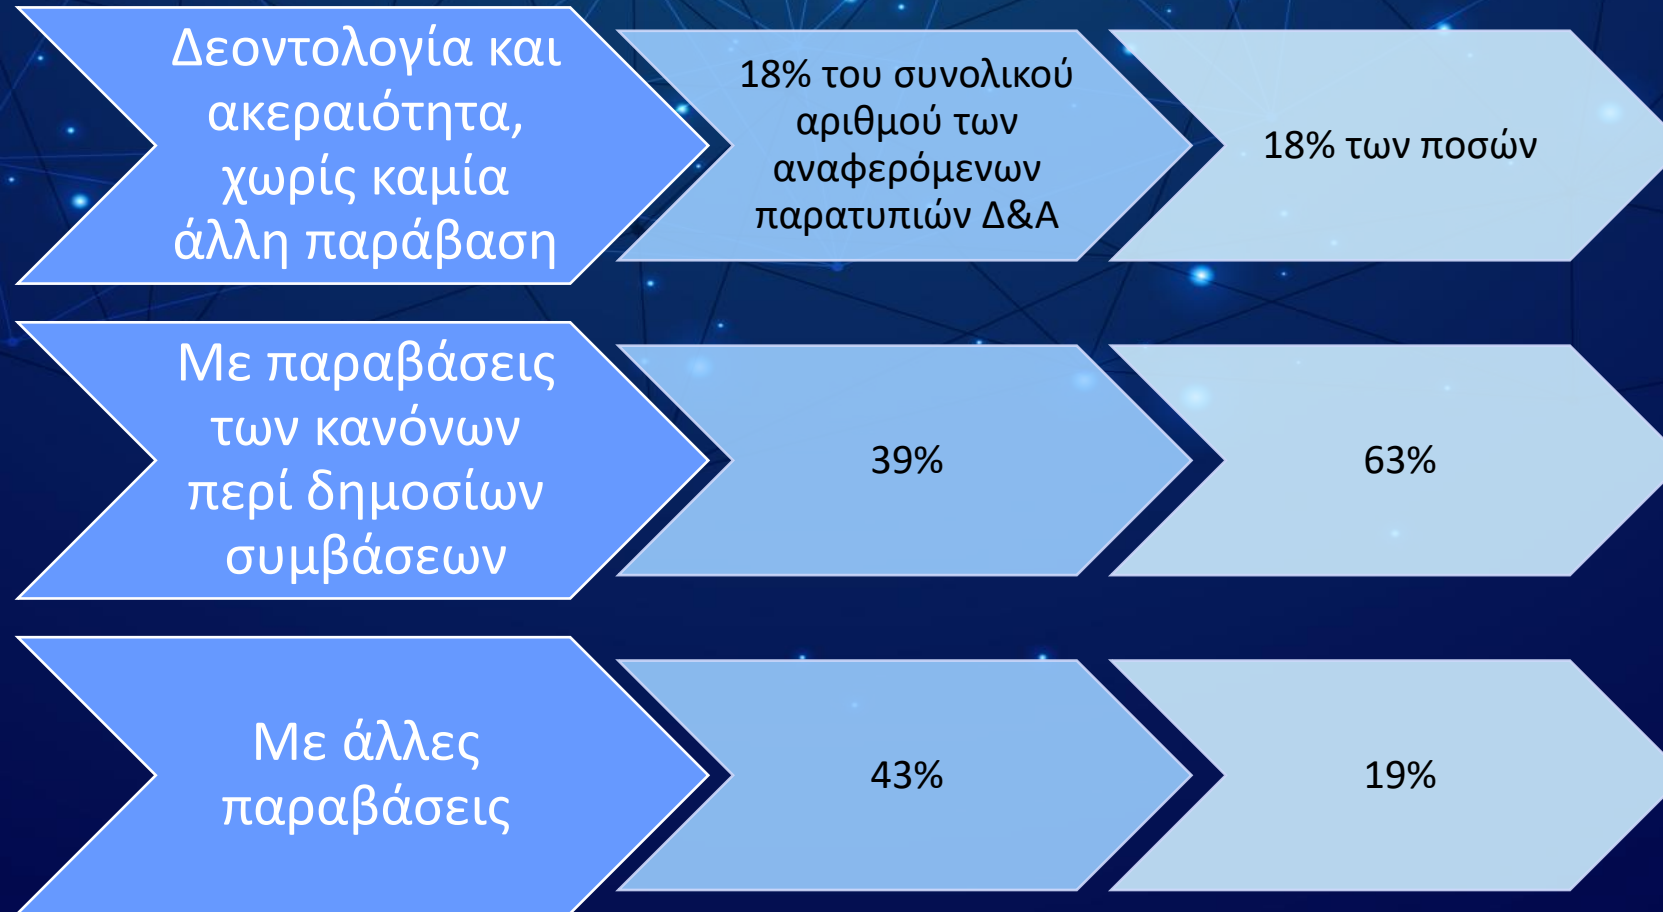 Δεοντολογία και
ακεραιότητα,
χωρίς καμία
άλλη παράβαση
18% του συνολικού
αριθμού των
αναφερόμενων
παρατυπιών Δ&Α
18% των ποσών
Με παραβάσεις
των κανόνων
περί δημοσίων
συμβάσεων
39%
63%
Με άλλες
παραβάσεις
43%
19%